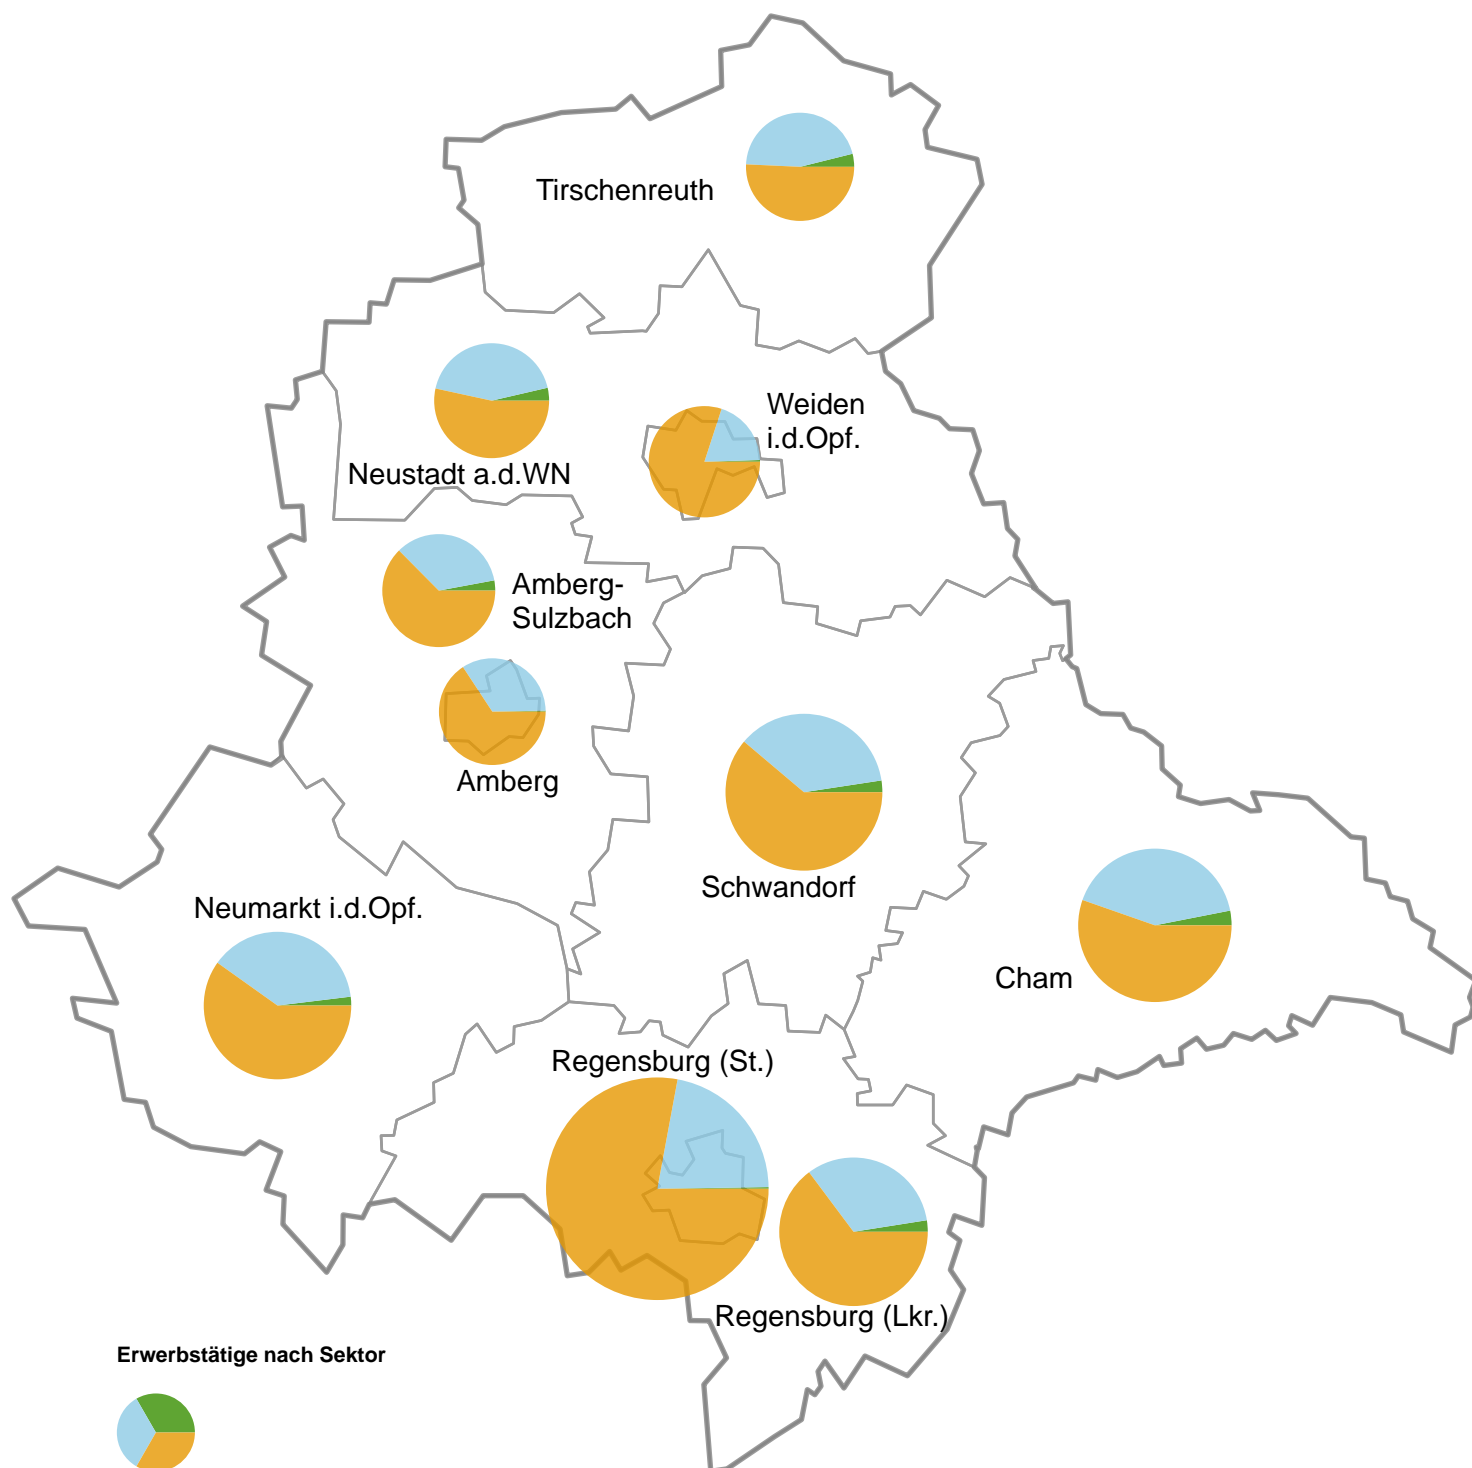 Tirschenreuth
Weiden
i.d.Opf.
Neustadt a.d.WN
Amberg-
Sulzbach
Amberg
Schwandorf
Neumarkt i.d.Opf.
Cham
Regensburg (St.)
Regensburg (Lkr.)
Erwerbstätige nach Sektor